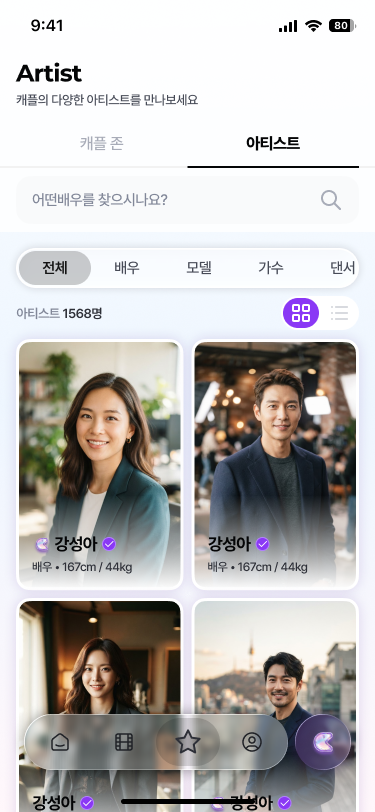 9:41
80
Artist
캐플의 다양한 아티스트를 만나보세요
캐플 존
아티스트
어떤배우를 찾으시나요?
전체
배우
모델
가수
댄서
아티스트 1568명
강성아
배우 • 167cm / 44kg
강성아
배우 • 167cm / 44kg
강성아
강성아